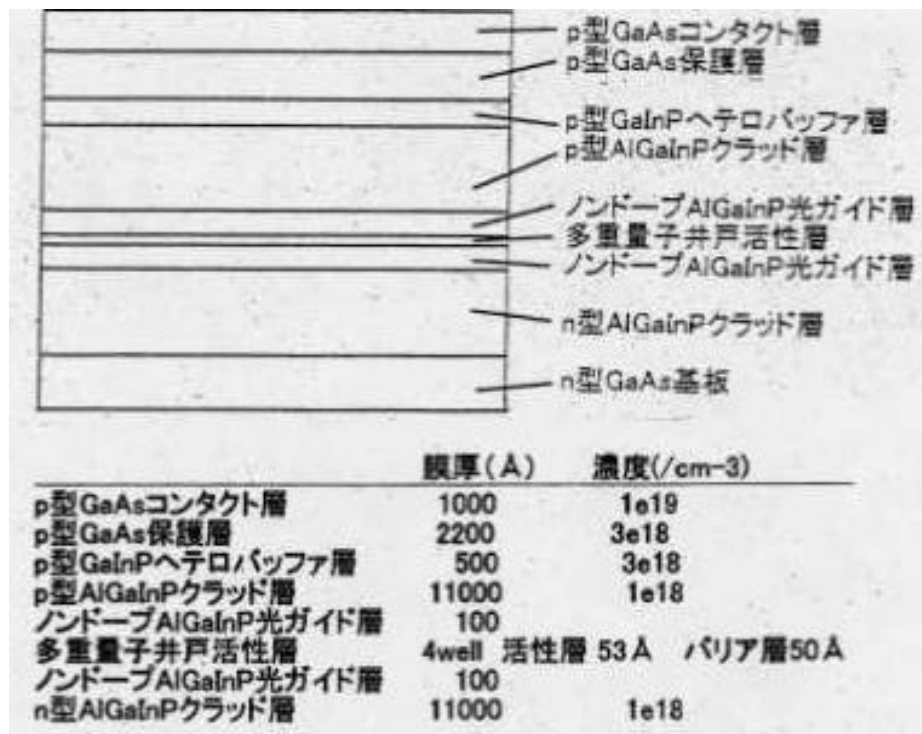 p型GaAsコンタクト層
p型GaAs保護層
p型GaInPヘテロバッファ層
p型AlGaInPクラッド層
ノンドープAlGaInP光ガイド層
多重量子井戸活性層
ノンドープAlGaInP光ガイド層
n型AlGaInPクラッド層
n型GaAs基板
膜厚(Å) 濃度(/cm-3)
p型GaAsコンタクト層 1000 1e19
p型GaAs保護層 2200 3e18
p型GaInPヘテロバッファ層 500 3e18
p型AlGaInPクラッド層 11000 1e18
ノンドープAlGaInP光ガイド層 100
多重量子井戸活性層 4well 活性層 53Å バリア層50Å
ノンドープAlGaInP光ガイド層 100
n型AlGaInPクラッド層 11000 1e18